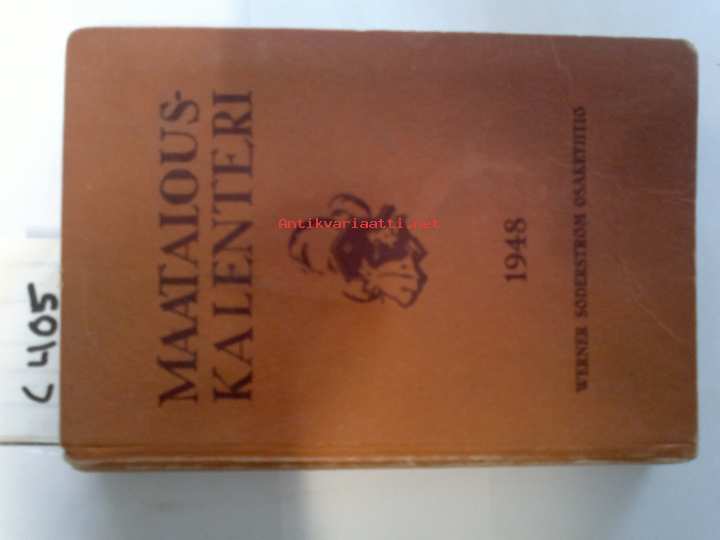 MAATALOUS-
KALENTERI
1948
WERNER SÖDERSTRÖM OSAKEYHTIÖ
Antikvariaatti.net
C 405